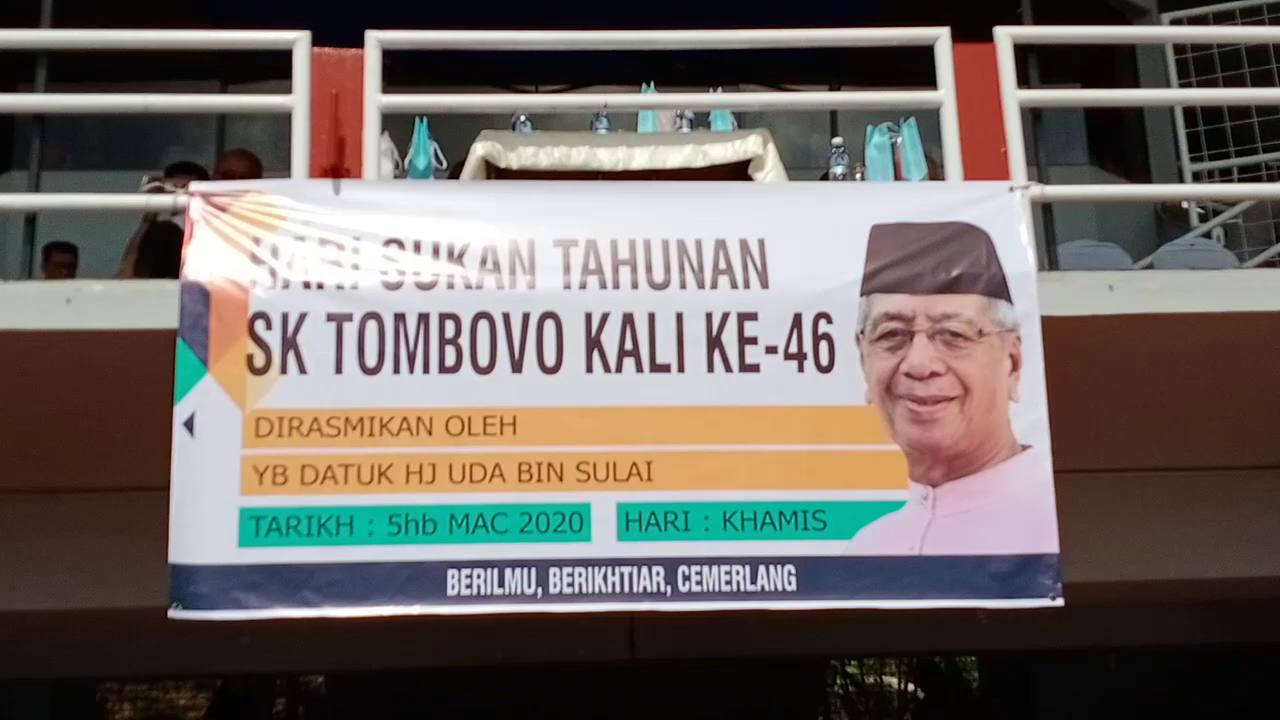 HARI SUKAN TAHUNAN
SK TOMBOVO KALI KE-46
DIRASMIKAN OLEH
YB DATUK HJ UDA BIN SULAI
TARIKH : 5hb MAC 2020 HARI : KHAMIS
BERILMU, BERIKHTIAR, CEMERLANG